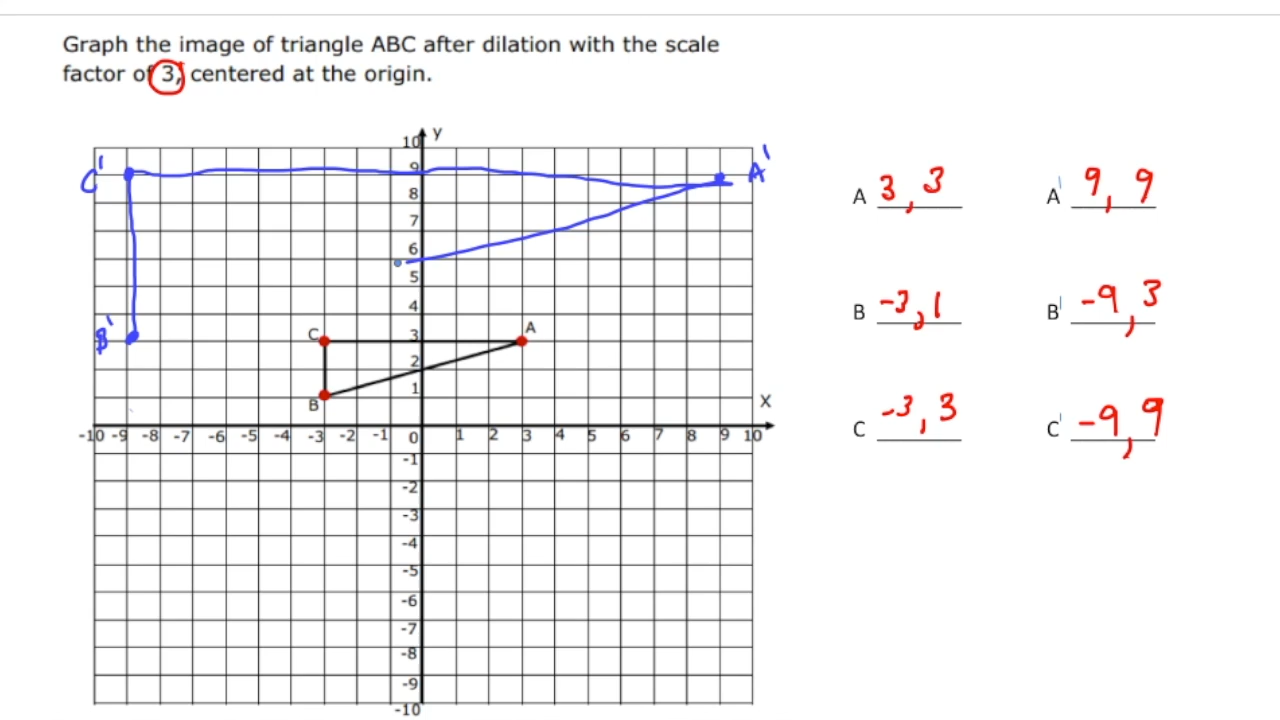 Graph the image of triangle ABC after dilation with the scale
factor of 3, centered at the origin.
y
10
C' 9 A'
8
7
6
5
4
B' C 3 A
2
1
B
x
-10 -9 -8 -7 -6 -5 -4 -3 -2 -1 0 1 2 3 4 5 6 7 8 9 10
-1
-2
-3
-4
-5
-6
-7
-8
-9
-10
A 3, 3 A' 9, 9
B -3, 1 B' -9, 3
C -3, 3 C' -9, 9